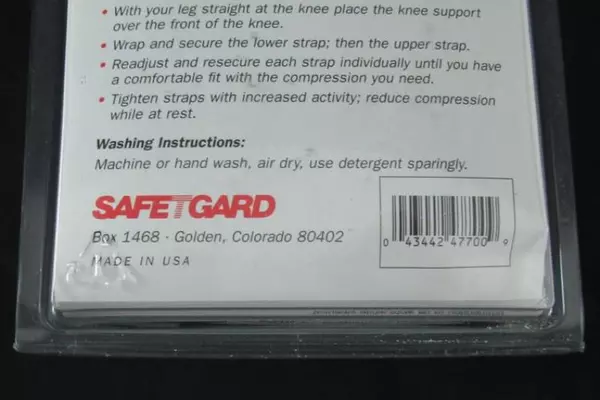 • With your leg straight at the knee place the knee support
over the front of the knee.
• Wrap and secure the lower strap; then the upper strap.
• Readjust and resecure each strap individually until you have
a comfortable fit with the compression you need.
• Tighten straps with increased activity; reduce compression
while at rest.
Washing Instructions:
Machine or hand wash, air dry, use detergent sparingly.
SAFETGARD
Box 1468 · Golden, Colorado 80402
MADE IN USA
0 43442 47700 9